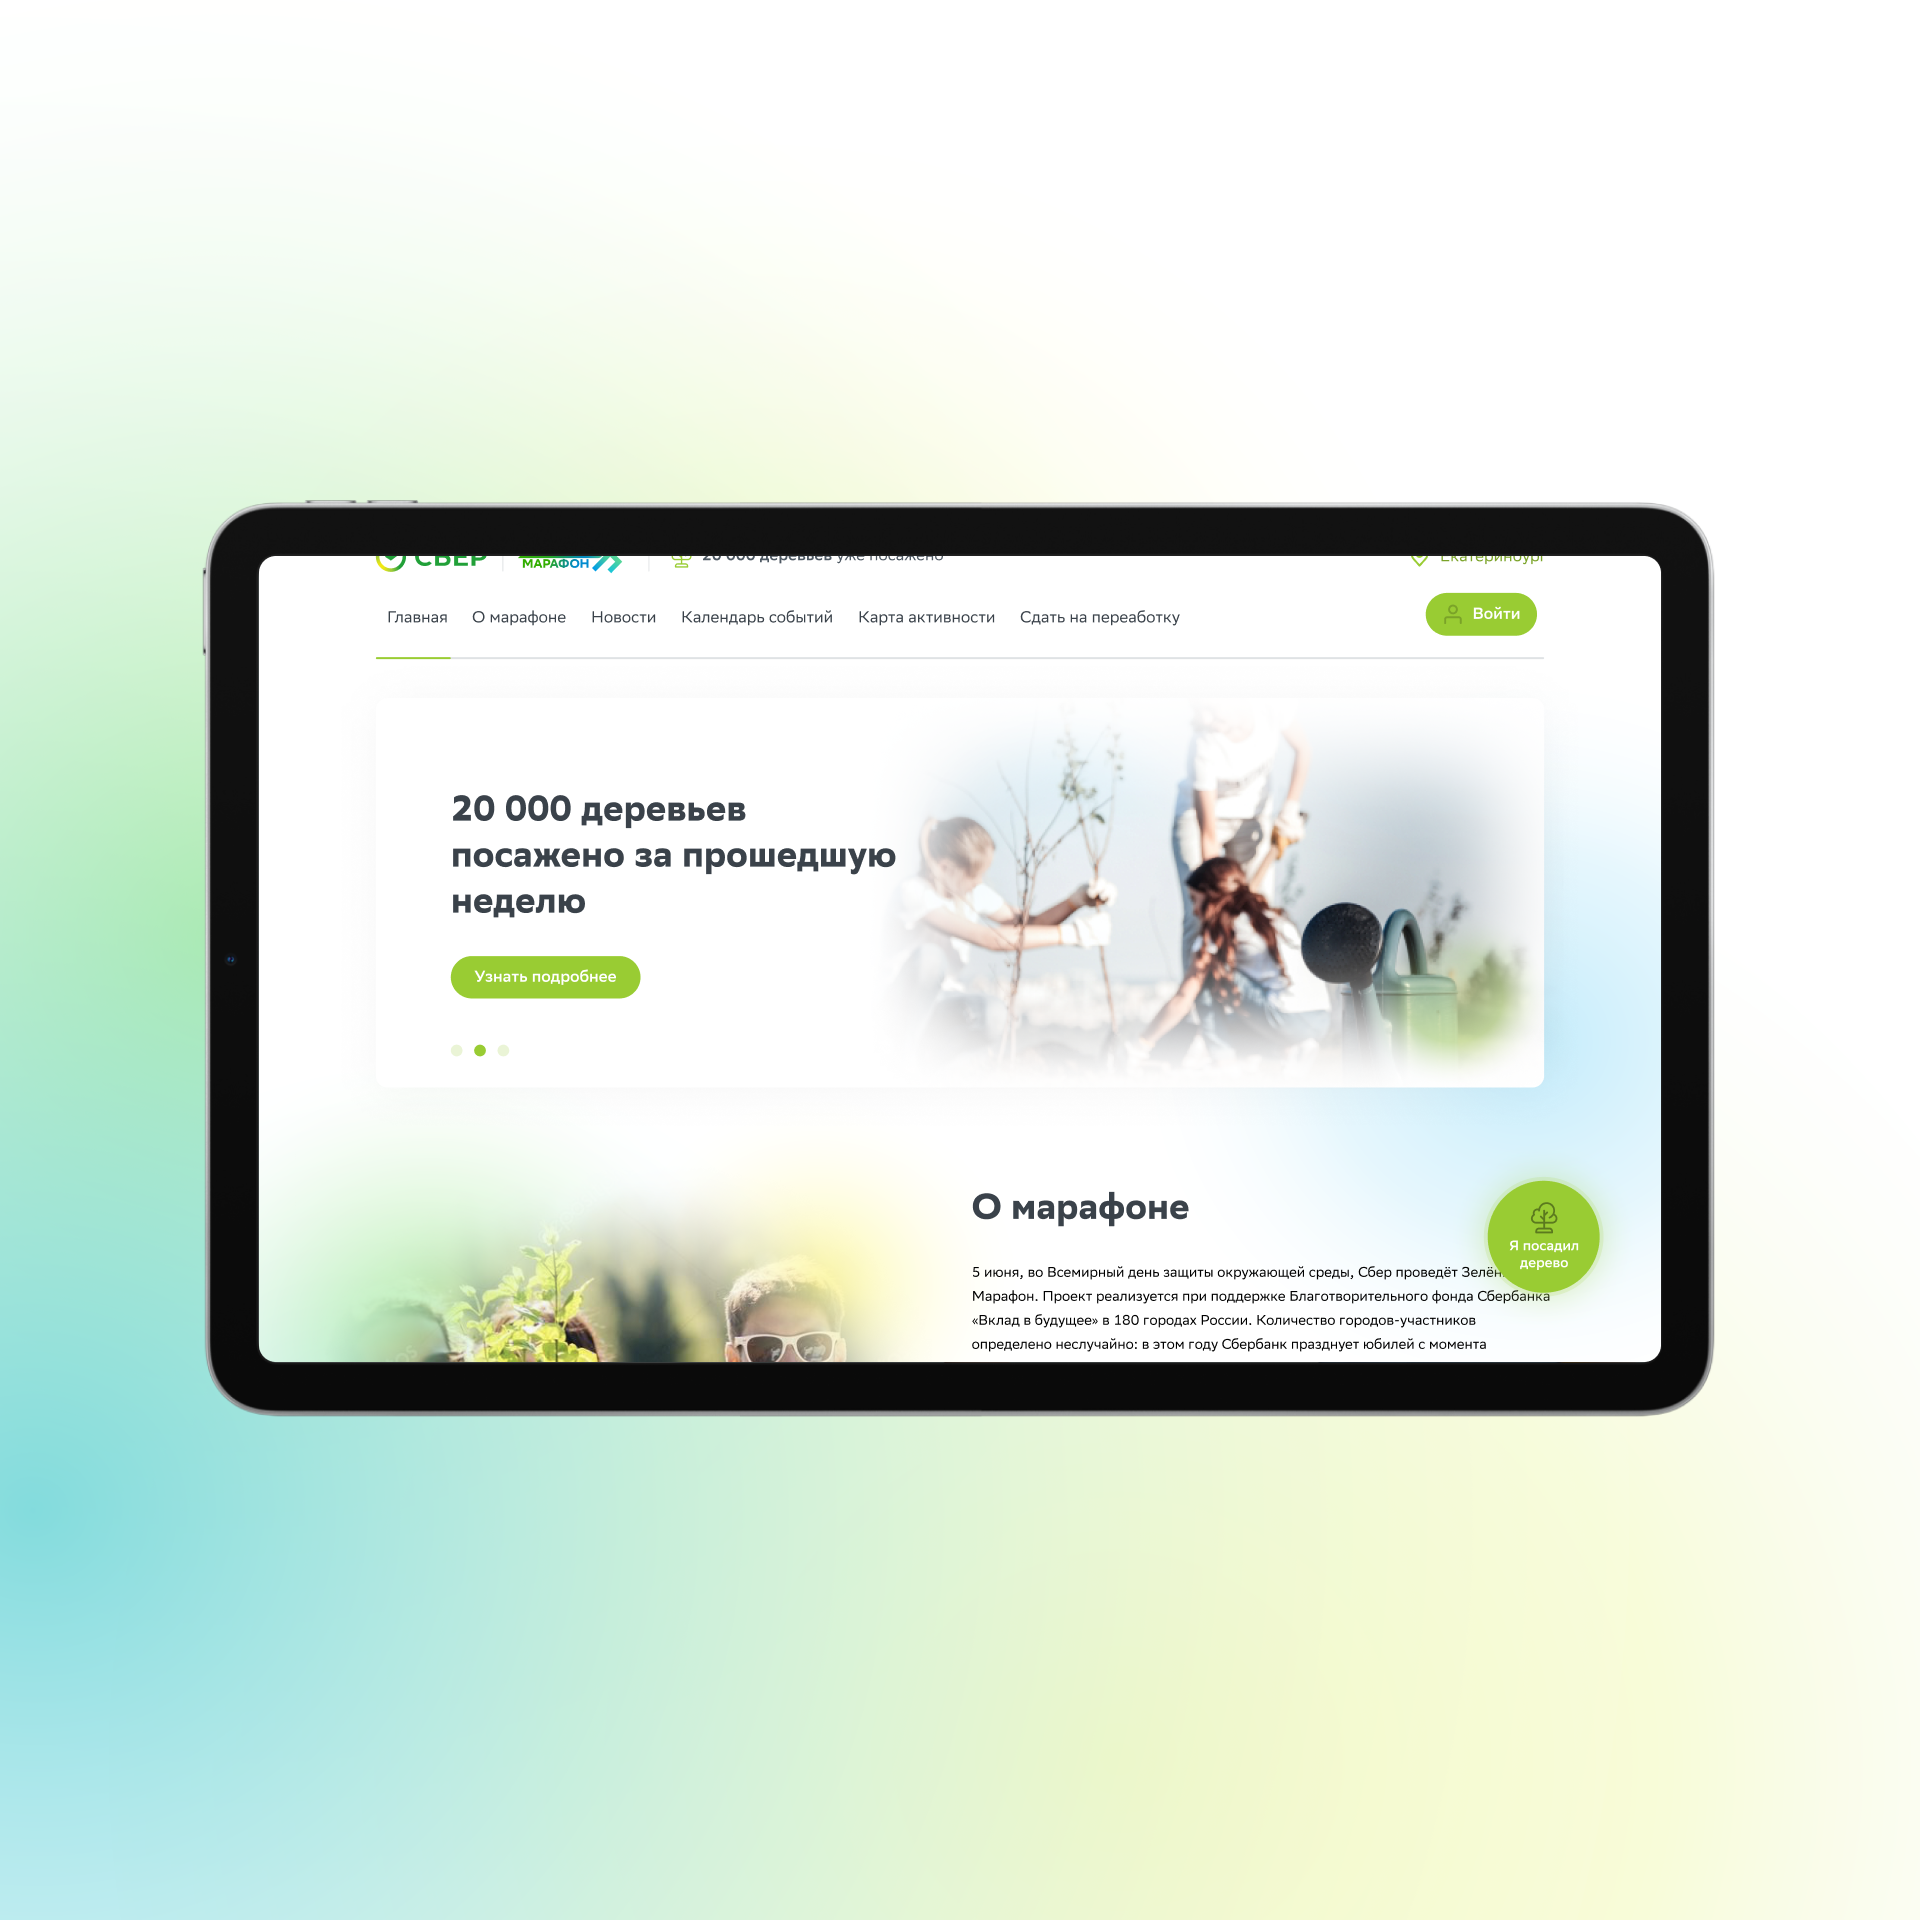 СБЕР
МАРАФОН
20 000 деревьев уже посажено
Екатеринбург
Главная О марафоне Новости Календарь событий Карта активности Сдать на переаботку
Войти
20 000 деревьев
посажено за прошедшую
неделю
Узнать подробнее
О марафоне
Я посадил
дерево
5 июня, во Всемирный день защиты окружающей среды, Сбер проведёт Зелён
Марафон. Проект реализуется при поддержке Благотворительного фонда Сбербанка
«Вклад в будущее» в 180 городах России. Количество городов-участников
определено неслучайно: в этом году Сбербанк празднует юбилей с момента